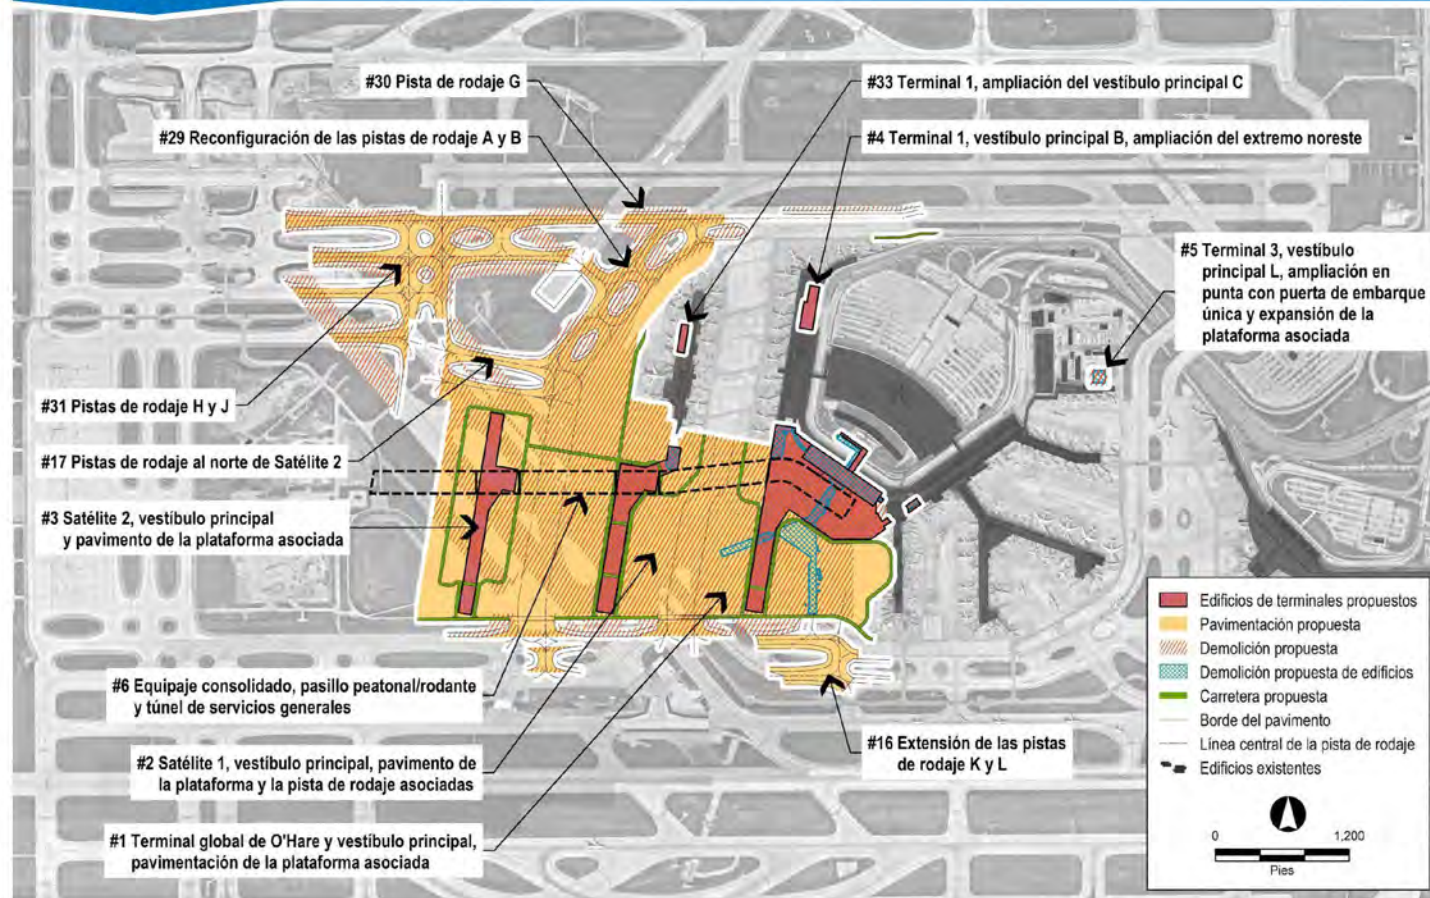 #30 Pista de rodaje G
#33 Terminal 1, ampliación del vestíbulo principal C
#29 Reconfiguración de las pistas de rodaje A y B
#4 Terminal 1, vestíbulo principal B, ampliación del extremo noreste
#5 Terminal 3, vestíbulo
principal L, ampliación en
punta con puerta de embarque
única y expansión de la
plataforma asociada
#31 Pistas de rodaje H y J
#17 Pistas de rodaje al norte de Satélite 2
#3 Satélite 2, vestíbulo principal
y pavimento de la plataforma asociada
#6 Equipaje consolidado, pasillo peatonal/rodante
y túnel de servicios generales
#2 Satélite 1, vestíbulo principal, pavimento de
la plataforma y la pista de rodaje asociadas
#1 Terminal global de O'Hare y vestíbulo principal,
pavimentación de la plataforma asociada
#16 Extensión de las pistas
de rodaje K y L
Edificios de terminales propuestos
Pavimentación propuesta
Demolición propuesta
Demolición propuesta de edificios
Carretera propuesta
Borde del pavimento
Línea central de la pista de rodaje
Edificios existentes
0 1,200
Pies